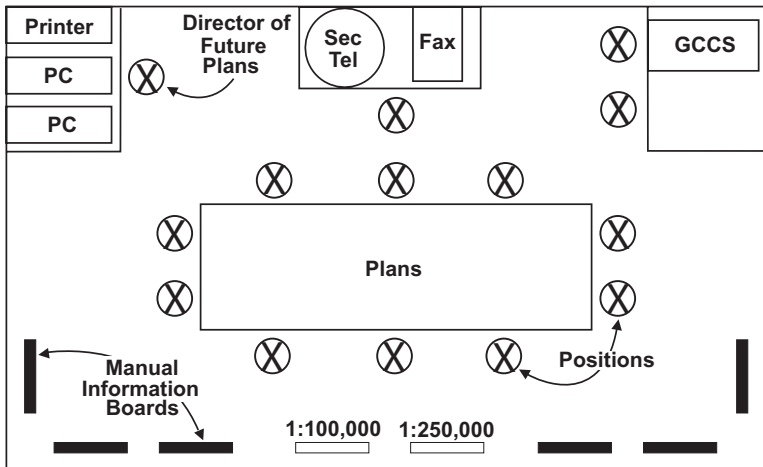 Printer
PC
PC
Director of
Future
Plans
Sec
Tel
Fax
GCCS
X
X
X
X
X
X
X
X
X
X
X
X
X
X
Plans
Positions
Manual
Information
Boards
1:100,000
1:250,000